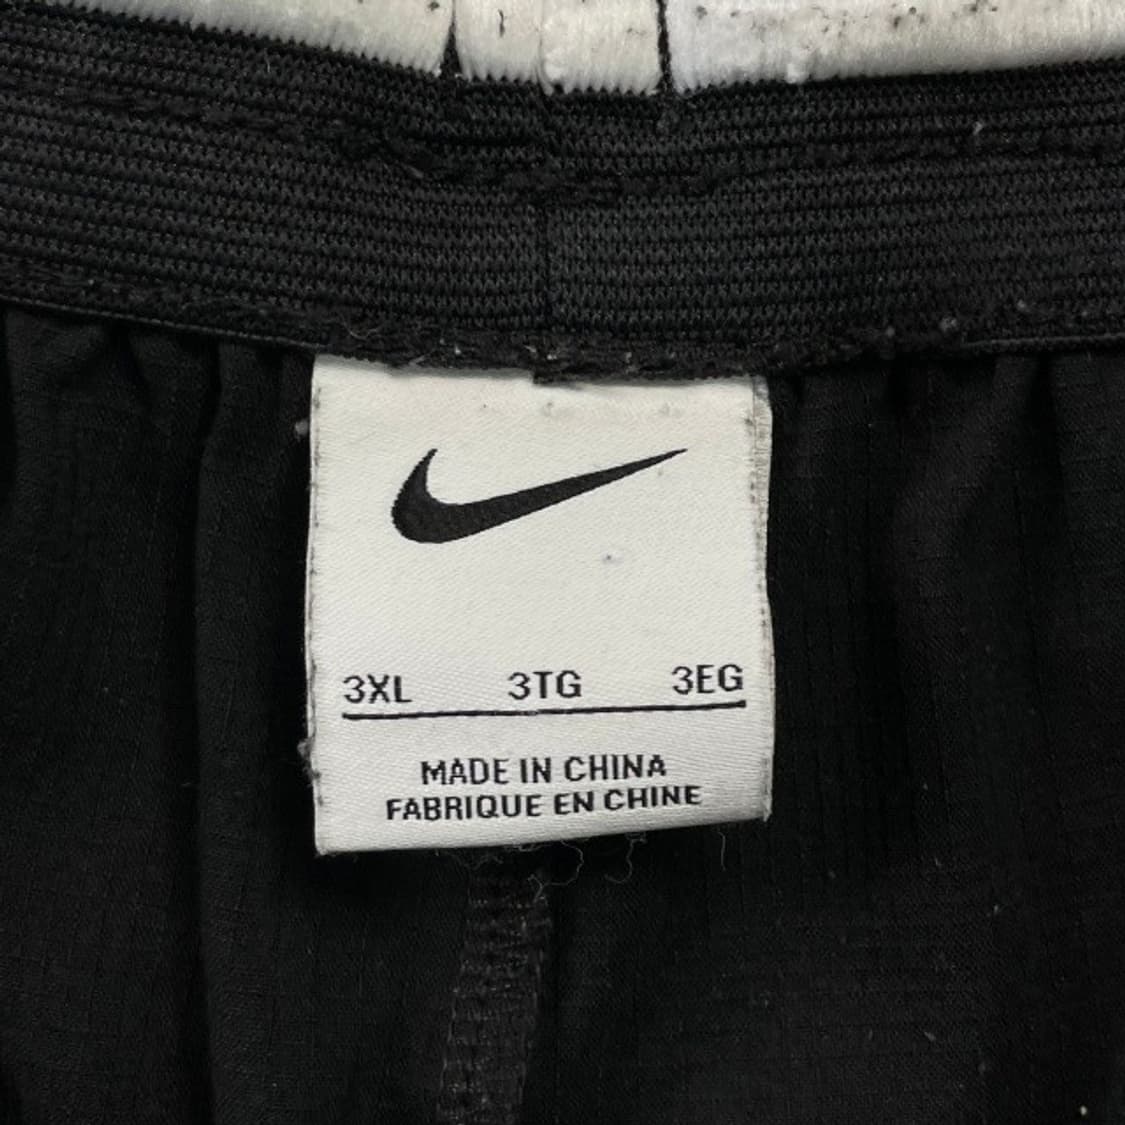 3XL 3TG 3EG
MADE IN CHINA
FABRIQUE EN CHINE